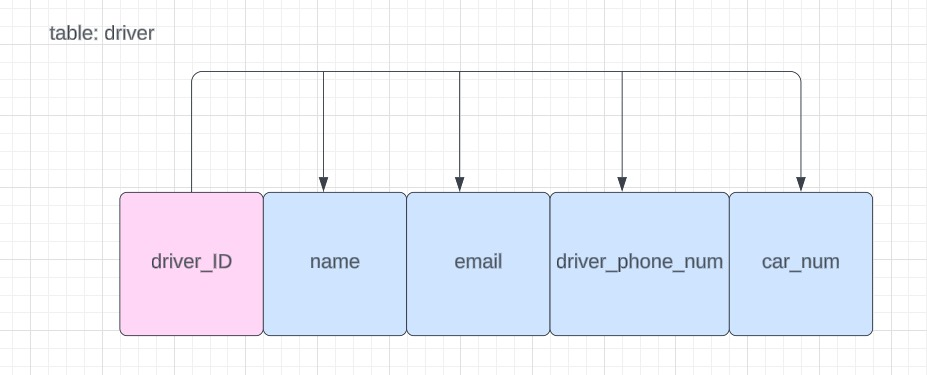 table: driver
driver_ID name email driver_phone_num car_num